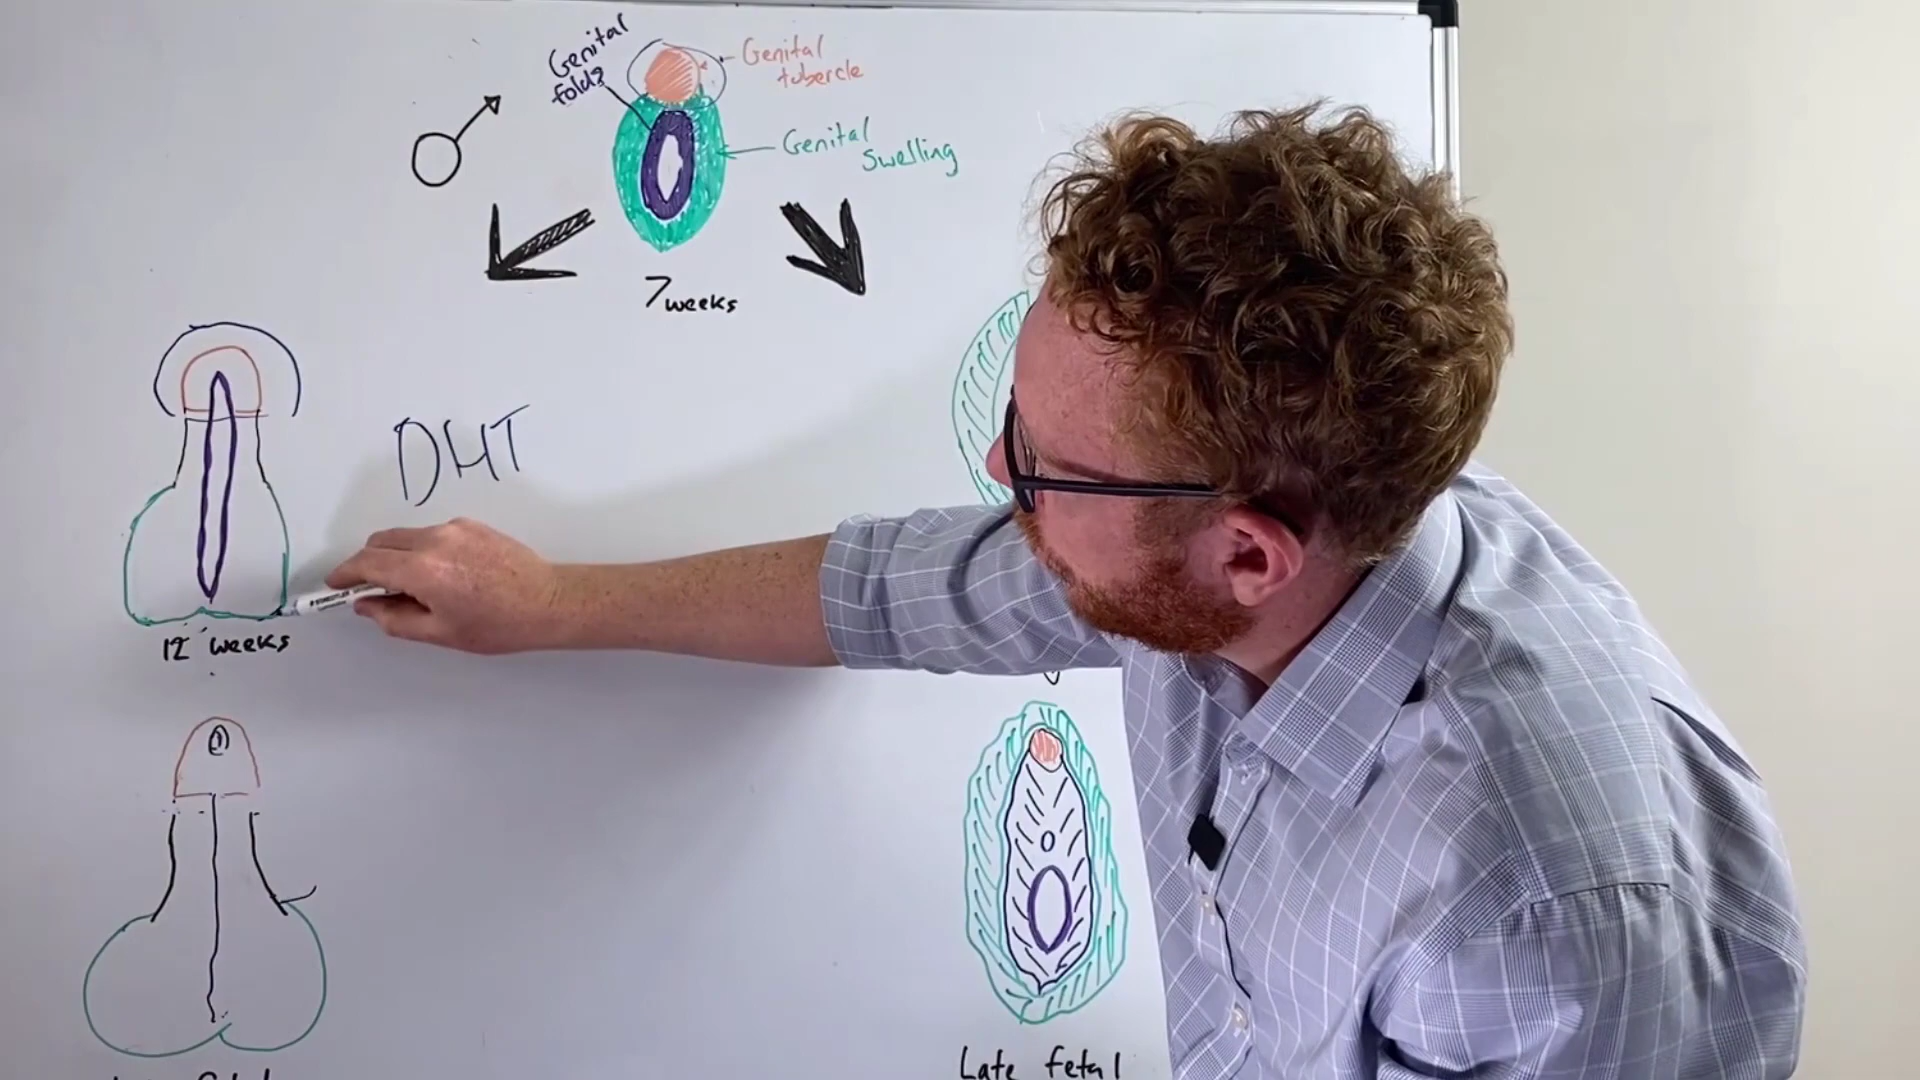 Genital
folds
Genital
tubercle
Genital
swelling
7 weeks
DHT
12 weeks
Late fetal